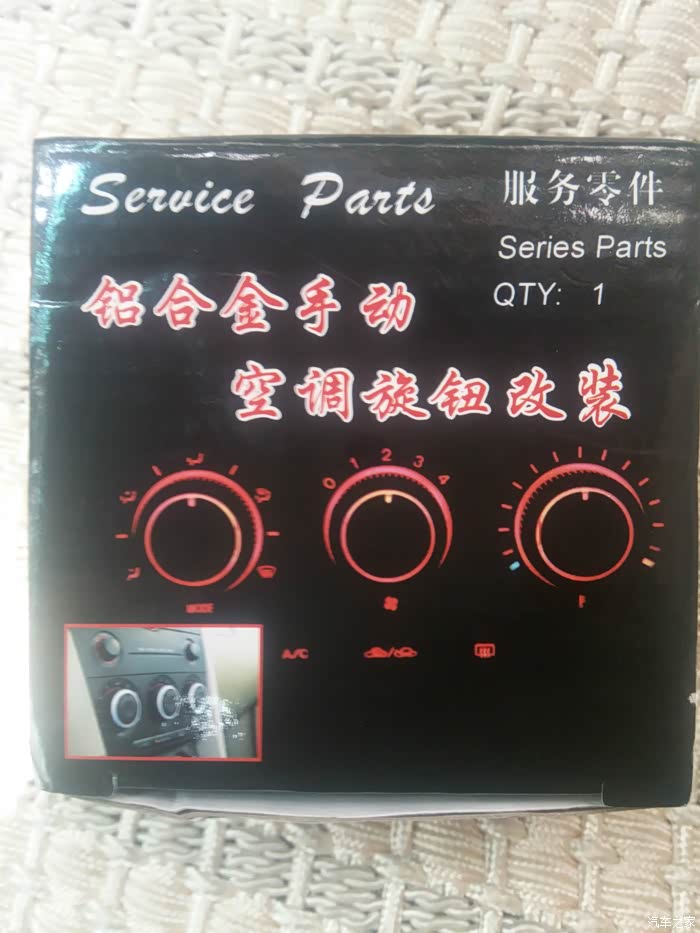 Service Parts
服务零件
Series Parts
QTY: 1
铝合金手动
空调旋钮改装
0 1 2 3 4
MODE
A/C
汽车之家